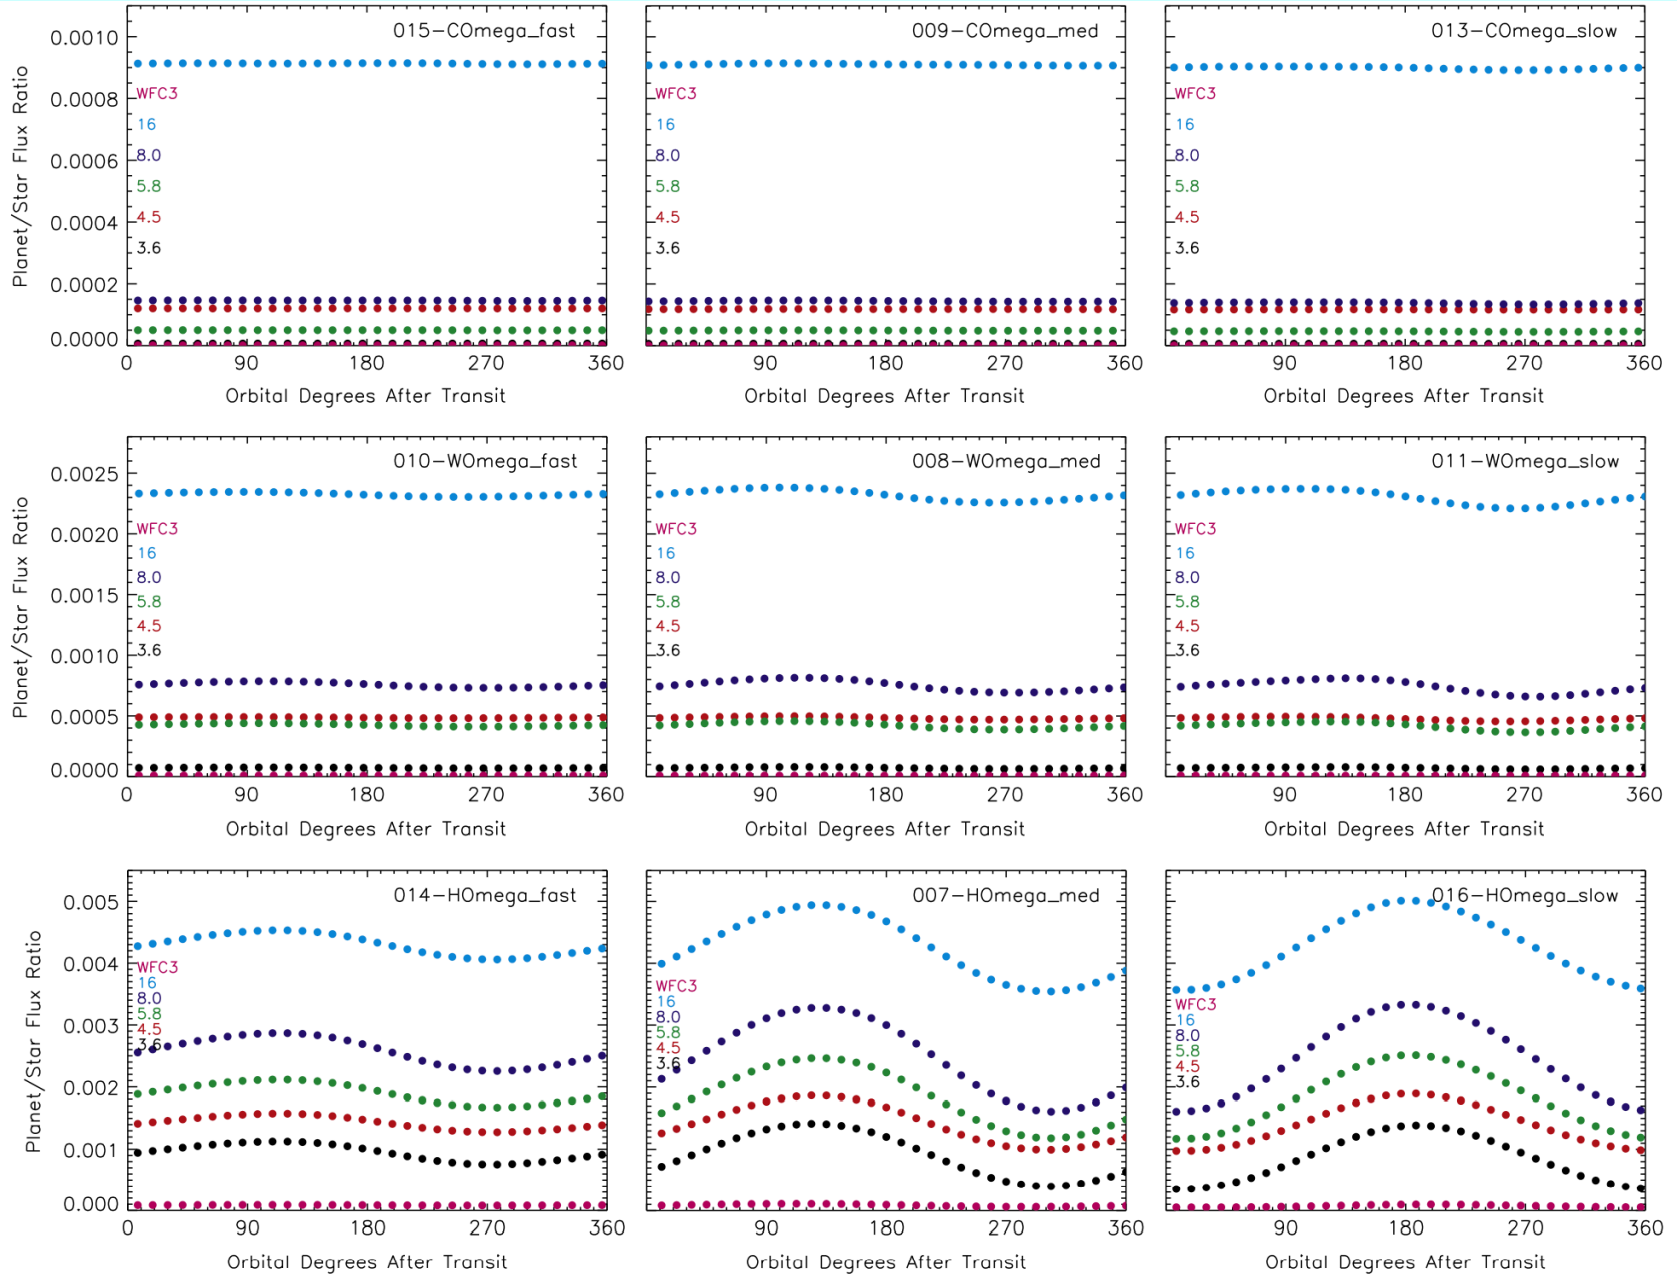 Planet/Star Flux Ratio
0.0010
0.0008
0.0006
0.0004
0.0002
0.0000
015-COmega_fast
WFC3
16
8.0
5.8
4.5
3.6
0 90 180 270 360
Orbital Degrees After Transit
009-COmega_med
WFC3
16
8.0
5.8
4.5
3.6
90 180 270 360
Orbital Degrees After Transit
013-COmega_slow
WFC3
16
8.0
5.8
4.5
3.6
90 180 270 360
Orbital Degrees After Transit
Planet/Star Flux Ratio
0.0025
0.0020
0.0015
0.0010
0.0005
0.0000
010-WOmega_fast
WFC3
16
8.0
5.8
4.5
3.6
0 90 180 270 360
Orbital Degrees After Transit
008-WOmega_med
WFC3
16
8.0
5.8
4.5
3.6
90 180 270 360
Orbital Degrees After Transit
011-WOmega_slow
WFC3
16
8.0
5.8
4.5
3.6
90 180 270 360
Orbital Degrees After Transit
Planet/Star Flux Ratio
0.005
0.004
0.003
0.002
0.001
0.000
014-HOmega_fast
WFC3
16
8.0
5.8
4.5
3.6
0 90 180 270 360
Orbital Degrees After Transit
007-HOmega_med
WFC3
16
8.0
5.8
4.5
3.6
90 180 270 360
Orbital Degrees After Transit
016-HOmega_slow
WFC3
16
8.0
5.8
4.5
3.6
90 180 270 360
Orbital Degrees After Transit